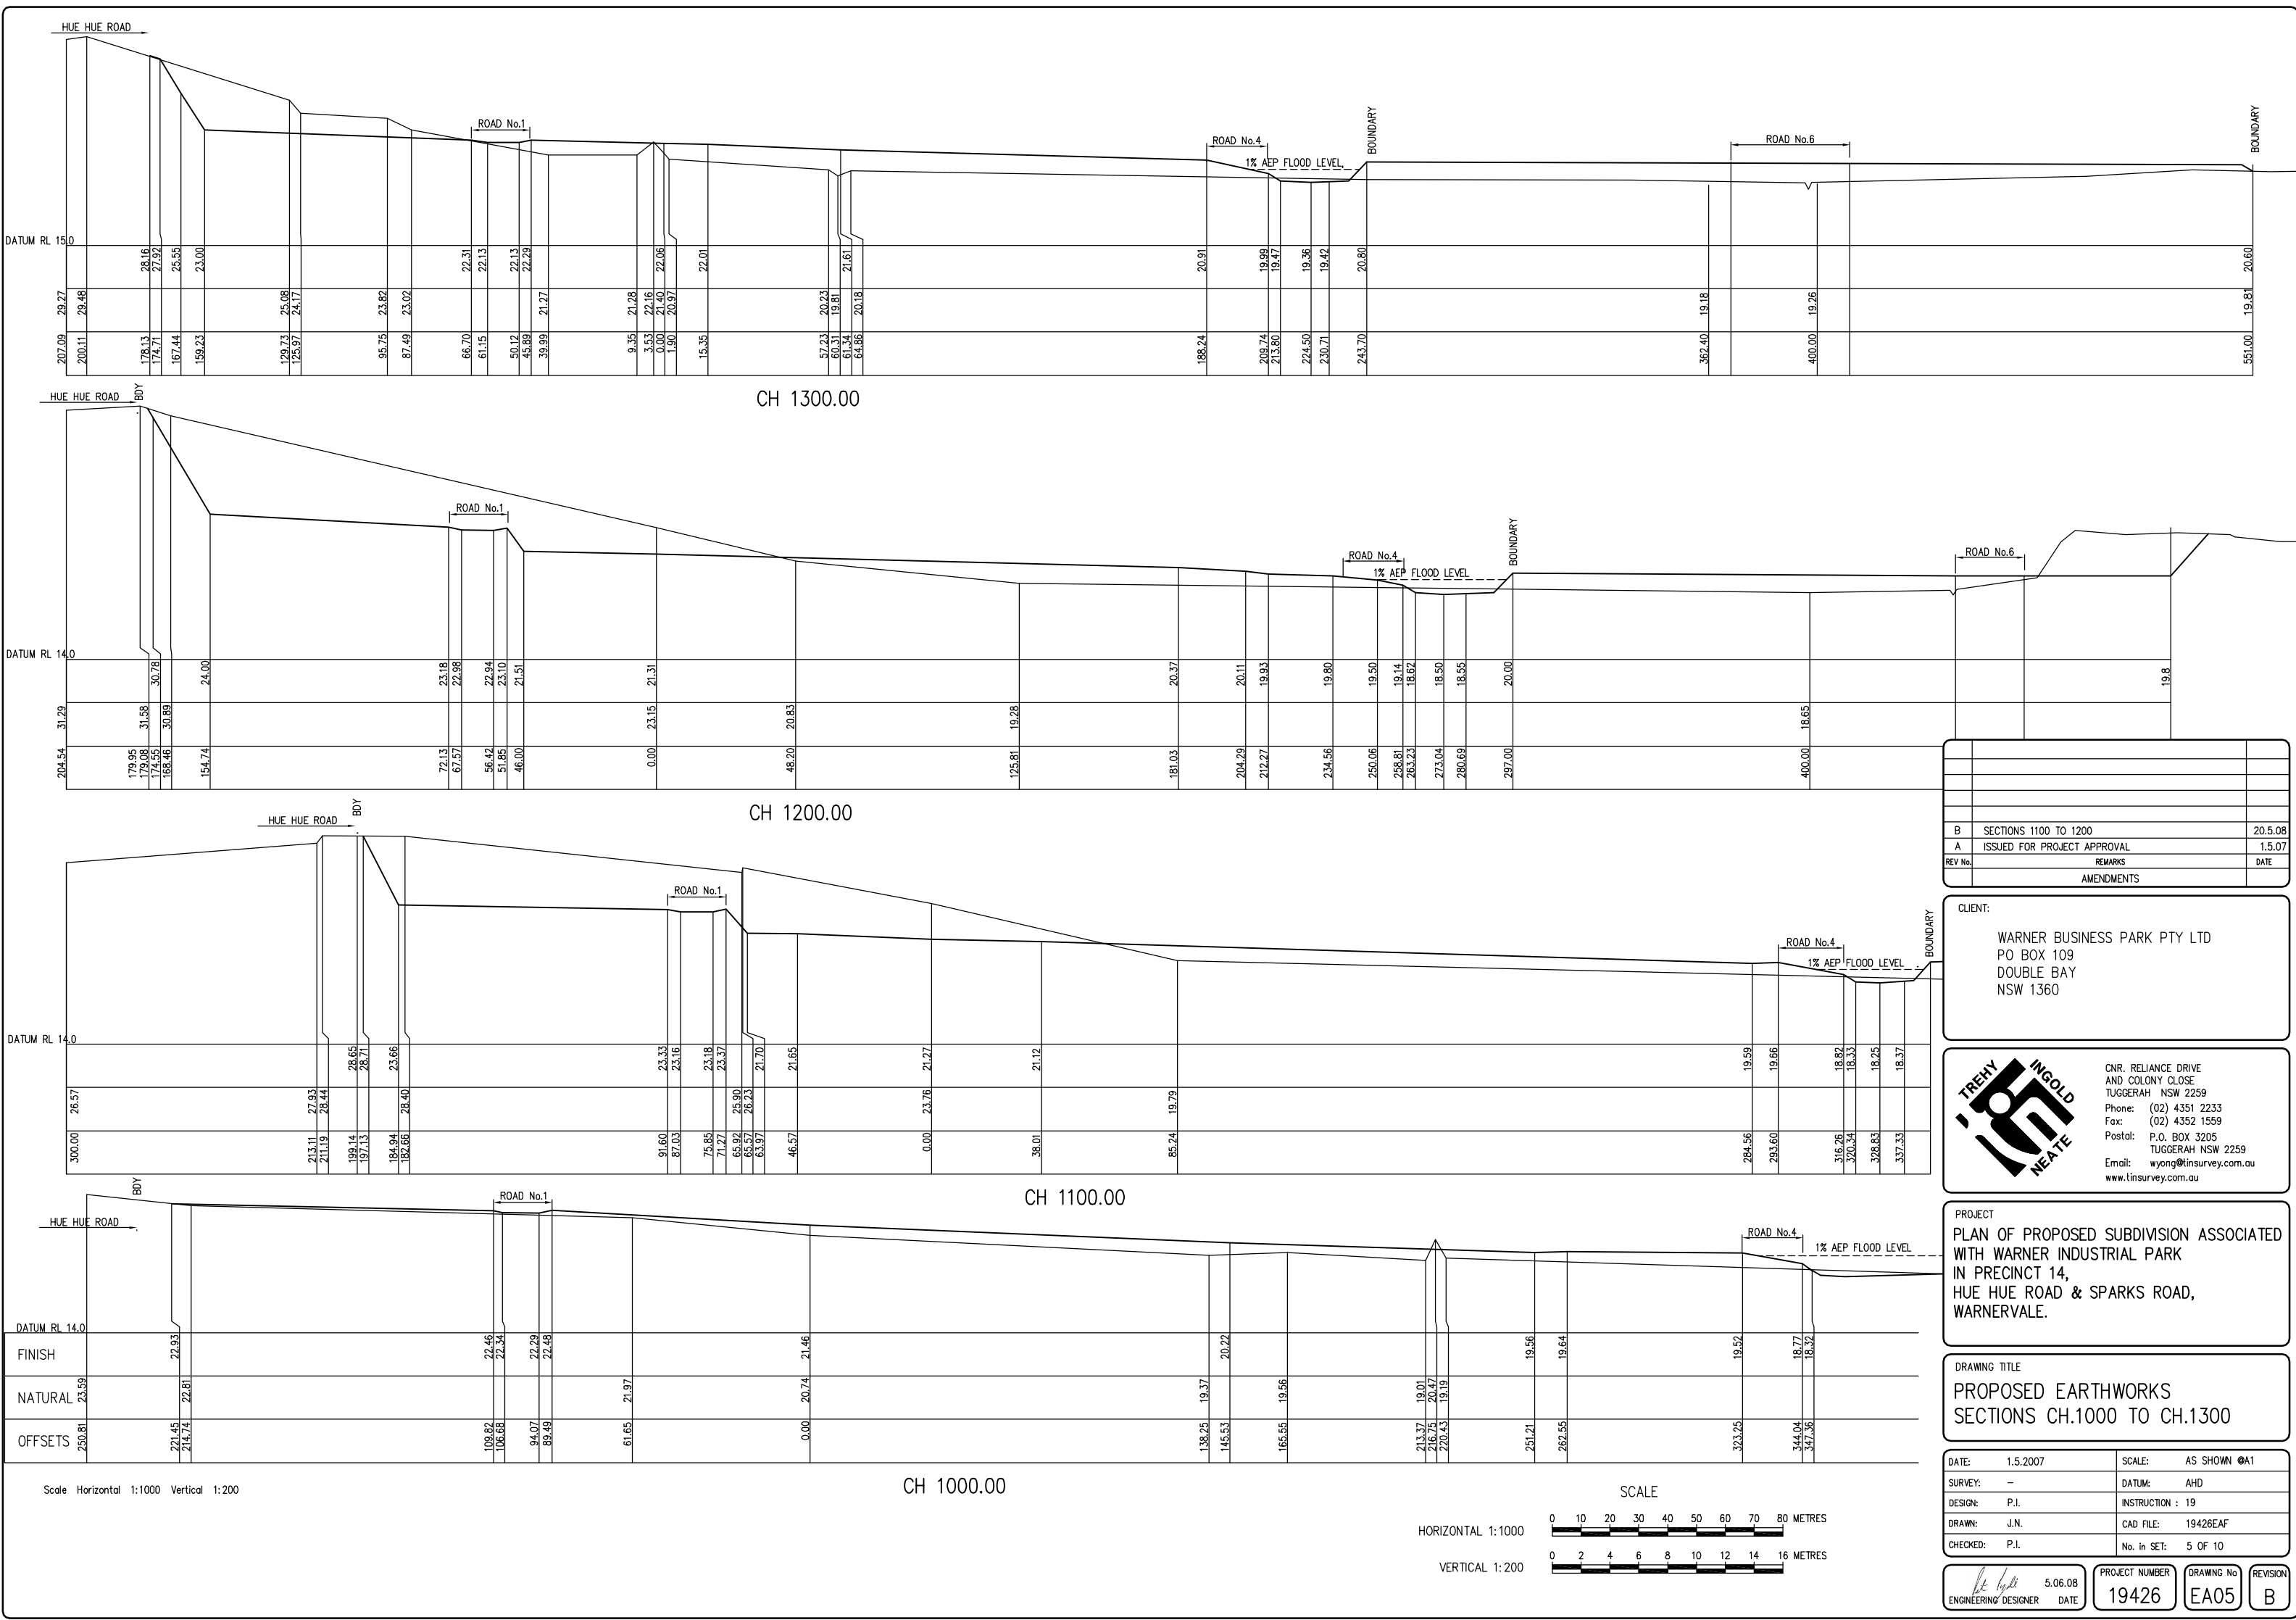 HUE HUE ROAD
ROAD No.1
ROAD No.4
1% AEP FLOOD LEVEL
BOUNDARY
ROAD No.6
BOUNDARY
DATUM RL 15.0
28.16 27.92 25.55 23.00 22.31 22.13 22.13 22.29 22.06 22.01 21.61 20.91 19.99 19.47 19.36 19.42 20.80 20.60
29.27 29.48 25.08 24.17 23.82 23.02 21.27 21.28 22.16 21.40 20.97 20.23 19.81 20.18 19.18 19.26 19.81
207.09 200.11 178.13 174.71 167.44 159.23 129.73 125.97 95.75 87.49 66.70 61.15 50.12 45.89 39.99 9.35 3.53 0.00 1.90 15.35 57.23 60.31 61.34 64.86 188.24 209.74 213.80 224.50 230.71 243.70 362.40 400.00 551.00
CH 1300.00
HUE HUE ROAD
BDY
ROAD No.1
ROAD No.4
1% AEP FLOOD LEVEL
BOUNDARY
ROAD No.6
DATUM RL 14.0
30.78 24.00 23.18 22.98 22.94 23.10 21.51 21.31 20.37 20.11 19.93 19.80 19.50 19.14 18.62 18.50 18.55 20.00 19.8
31.29 31.58 30.89 23.15 20.83 19.28 18.65
204.54 179.95 179.08 174.55 168.46 154.74 72.13 67.57 56.42 51.85 46.00 0.00 48.20 125.81 181.03 204.29 212.27 234.56 250.06 258.81 263.23 273.04 280.69 297.00 400.00
CH 1200.00
HUE HUE ROAD
BDY
ROAD No.1
ROAD No.4
1% AEP FLOOD LEVEL
BOUNDARY
DATUM RL 14.0
28.65 28.71 23.66 23.33 23.16 23.18 23.37 21.70 21.65 21.27 21.12 19.59 19.66 18.82 18.33 18.25 18.37
26.57 27.93 28.44 28.40 25.90 26.23 23.76 19.79
300.00 213.11 211.19 199.14 197.13 184.94 182.66 91.60 87.03 75.85 71.27 65.92 65.57 63.97 46.57 0.00 38.01 85.24 284.56 293.60 316.26 320.34 328.83 337.33
CH 1100.00
BDY
HUE HUE ROAD
ROAD No.1
ROAD No.4
1% AEP FLOOD LEVEL
DATUM RL 14.0
FINISH 22.93 22.46 22.34 22.29 22.48 21.46 20.22 19.56 19.64 19.52 18.77 18.32
NATURAL 23.59 22.81 21.97 20.74 19.37 19.56 19.01 20.47 19.19
OFFSETS 250.81 221.45 214.74 109.82 106.68 94.07 89.49 61.65 0.00 138.25 145.53 165.55 213.37 216.75 220.43 251.21 262.55 323.25 344.04 347.36
CH 1000.00
Scale Horizontal 1:1000 Vertical 1:200
SCALE
HORIZONTAL 1:1000 0 10 20 30 40 50 60 70 80 METRES
VERTICAL 1:200 0 2 4 6 8 10 12 14 16 METRES
B SECTIONS 1100 TO 1200 20.5.08
A ISSUED FOR PROJECT APPROVAL 1.5.07
REV No. REMARKS DATE
AMENDMENTS
CLIENT:
WARNER BUSINESS PARK PTY LTD
PO BOX 109
DOUBLE BAY
NSW 1360
TREHY INGOLD NEATE
CNR. RELIANCE DRIVE
AND COLONY CLOSE
TUGGERAH NSW 2259
Phone: (02) 4351 2233
Fax: (02) 4352 1559
Postal: P.O. BOX 3205
TUGGERAH NSW 2259
Email: wyong@tinsurvey.com.au
www.tinsurvey.com.au
PROJECT
PLAN OF PROPOSED SUBDIVISION ASSOCIATED
WITH WARNER INDUSTRIAL PARK
IN PRECINCT 14,
HUE HUE ROAD & SPARKS ROAD,
WARNERVALE.
DRAWING TITLE
PROPOSED EARTHWORKS
SECTIONS CH.1000 TO CH.1300
DATE: 1.5.2007 SCALE: AS SHOWN @A1
SURVEY: – DATUM: AHD
DESIGN: P.I. INSTRUCTION : 19
DRAWN: J.N. CAD FILE: 19426EAF
CHECKED: P.I. No. in SET: 5 OF 10
5.06.08
ENGINEERING DESIGNER DATE
PROJECT NUMBER
19426
DRAWING No
EA05
REVISION
B